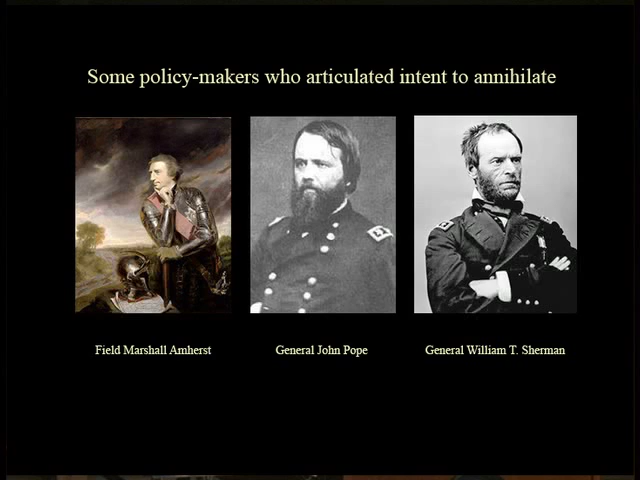 Some policy-makers who articulated intent to annihilate
Field Marshall Amherst
General John Pope
General William T. Sherman